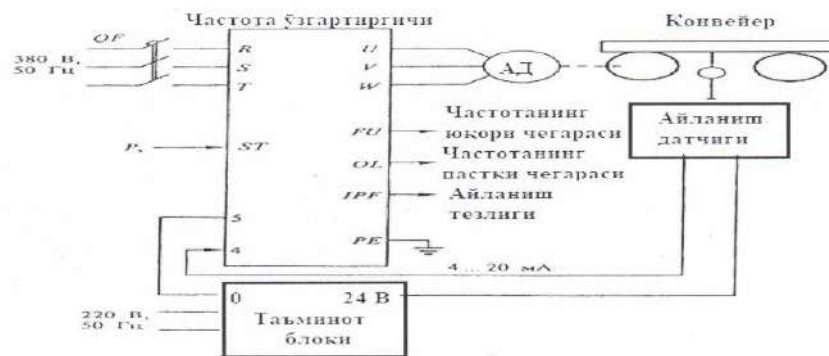 Частота ўзгартиргичи
Конвейер
QF
380 В,
50 Гц
R
S
T
U
V
W
АД
ST
FU
OL
IPF
PE
Частотанинг
юқори чегараси
Частотанинг
пастки чегараси
Айланиш
тезлиги
Айланиш
датчиги
5
4
4 ... 20 мА
0
24 В
220 В,
50 Гц
Таъминот
блоки